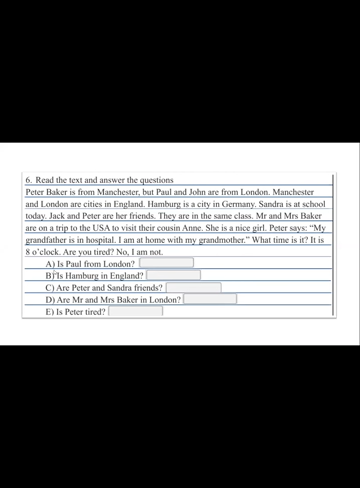 6. Read the text and answer the questions
Peter Baker is from Manchester, but Paul and John are from London. Manchester
and London are cities in England. Hamburg is a city in Germany. Sandra is at school
today. Jack and Peter are her friends. They are in the same class. Mr and Mrs Baker
are on a trip to the USA to visit their cousin Anne. She is a nice girl. Peter says: “My
grandfather is in hospital. I am at home with my grandmother.” What time is it? It is
8 o’clock. Are you tired? No, I am not.
A) Is Paul from London?
B) Is Hamburg in England?
C) Are Peter and Sandra friends?
D) Are Mr and Mrs Baker in London?
E) Is Peter tired?